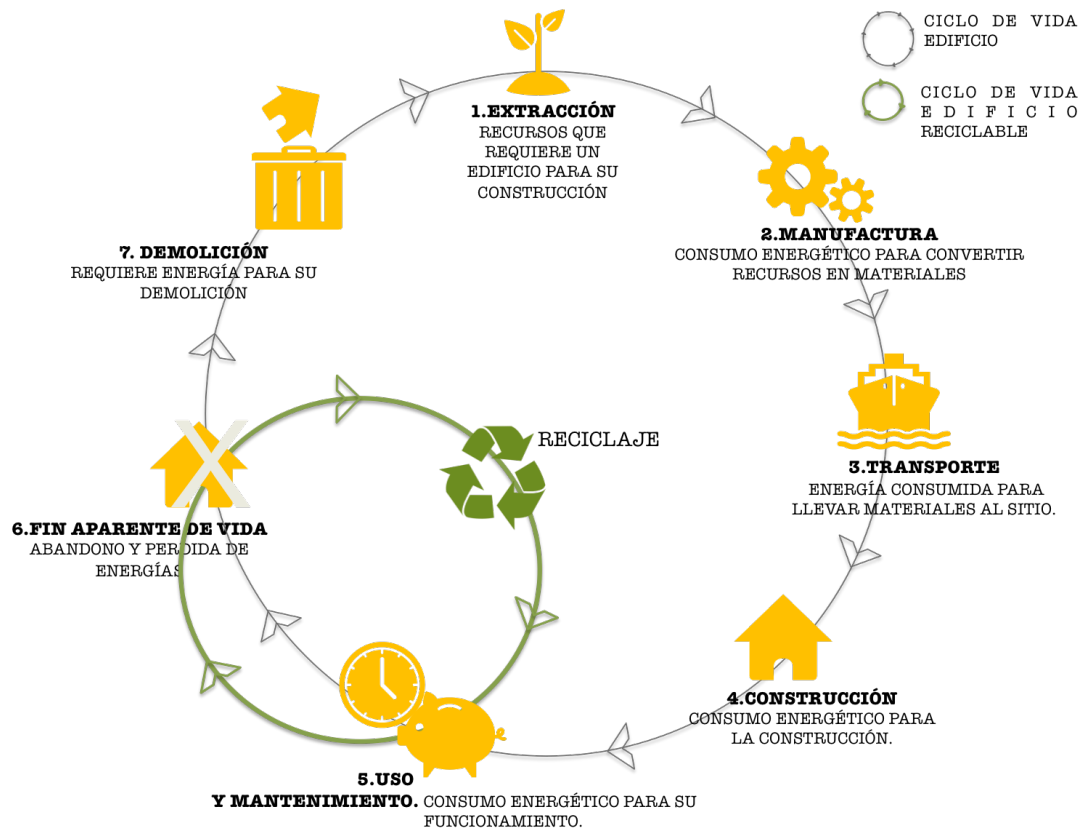 CICLO DE VIDA
EDIFICIO
CICLO DE VIDA
EDIFICIO
RECICLABLE
1.EXTRACCIÓN
RECURSOS QUE
REQUIERE UN
EDIFICIO PARA SU
CONSTRUCCIÓN
2.MANUFACTURA
CONSUMO ENERGÉTICO PARA CONVERTIR
RECURSOS EN MATERIALES
3.TRANSPORTE
ENERGÍA CONSUMIDA PARA
LLEVAR MATERIALES AL SITIO.
4.CONSTRUCCIÓN
CONSUMO ENERGÉTICO PARA
LA CONSTRUCCIÓN.
5.USO
Y MANTENIMIENTO. CONSUMO ENERGÉTICO PARA SU
FUNCIONAMIENTO.
6.FIN APARENTE DE VIDA
ABANDONO Y PERDIDA DE
ENERGÍAS
7. DEMOLICIÓN
REQUIERE ENERGÍA PARA SU
DEMOLICIÓN
RECICLAJE